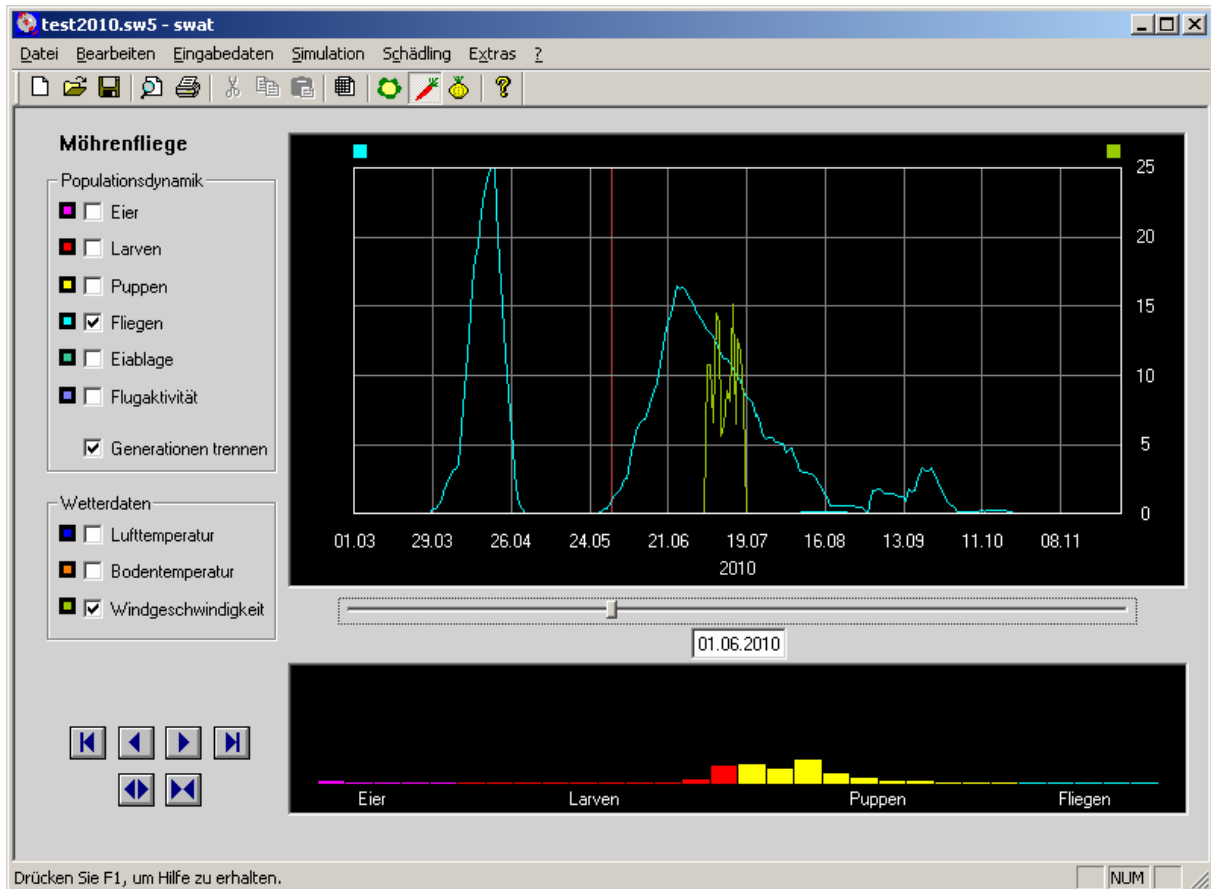 test2010.sw5 - swat
Datei Bearbeiten Eingabedaten Simulation Schädling Extras ?
Möhrenfliege
Populationsdynamik
Eier
Larven
Puppen
Fliegen
Eiablage
Flugaktivität
Generationen trennen
Wetterdaten
Lufttemperatur
Bodentemperatur
Windgeschwindigkeit
25
20
15
10
5
0
01.03 29.03 26.04 24.05 21.06 19.07 16.08 13.09 11.10 08.11
2010
01.06.2010
Eier Larven Puppen Fliegen
Drücken Sie F1, um Hilfe zu erhalten.
NUM